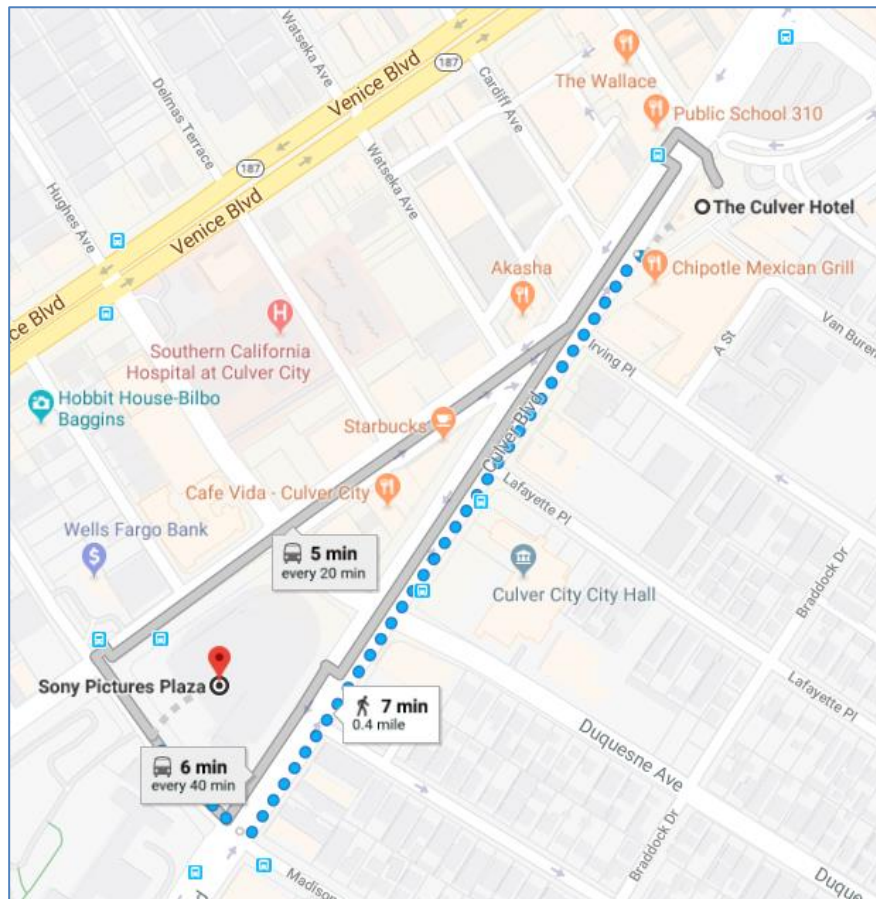 Watseka Ave
Venice Blvd
187
Cardiff Ave
The Wallace
Public School 310
Delmas Terrace
Watseka Ave
187
Hughes Ave
Venice Blvd
The Culver Hotel
Akasha
Chipotle Mexican Grill
ce Blvd
A St
Van Buren
Irving Pl
H
Southern California
Hospital at Culver City
Hobbit House-Bilbo
Baggins
Starbucks
Culver Blvd
Cafe Vida - Culver City
Lafayette Pl
Wells Fargo Bank
$
5 min
every 20 min
Culver City City Hall
Braddock Dr
Sony Pictures Plaza
7 min
0.4 mile
Lafayette Pl
Duquesne Ave
6 min
every 40 min
Braddock Dr
Duque
Madison